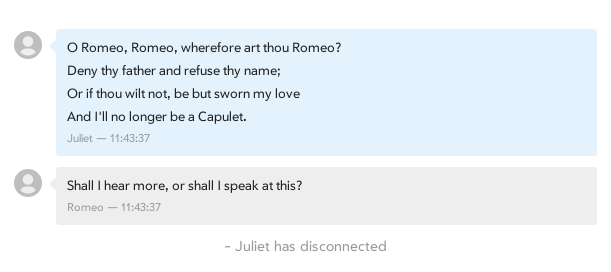 O Romeo, Romeo, wherefore art thou Romeo?
Deny thy father and refuse thy name;
Or if thou wilt not, be but sworn my love
And I'll no longer be a Capulet.
Juliet — 11:43:37
Shall I hear more, or shall I speak at this?
Romeo — 11:43:37
– Juliet has disconnected